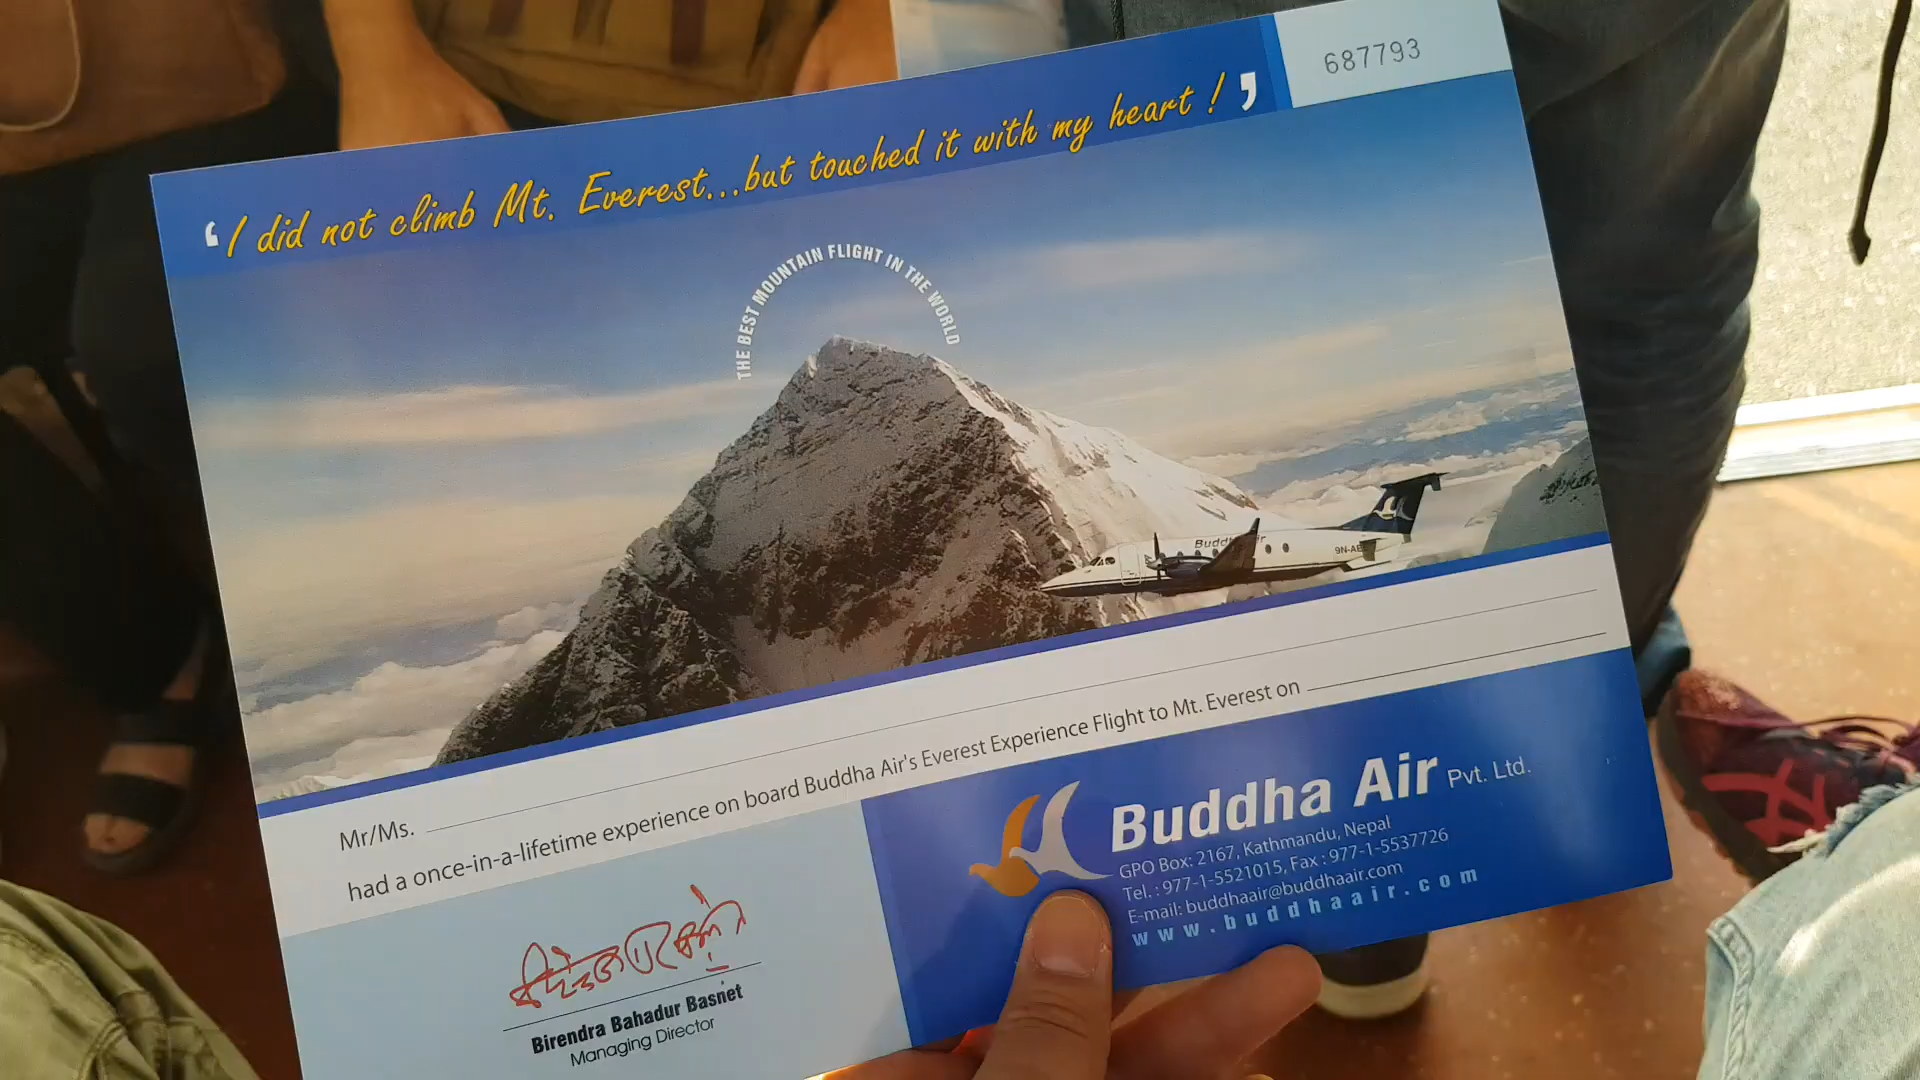 687793
‘I did not climb Mt. Everest...but touched it with my heart !’
THE BEST MOUNTAIN FLIGHT IN THE WORLD
Buddha Air
Mr/Ms.
had a once-in-a-lifetime experience on board Buddha Air's Everest Experience Flight to Mt. Everest on
Birendra Bahadur Basnet
Managing Director
Buddha Air Pvt. Ltd.
GPO Box: 2167, Kathmandu, Nepal
Tel. : 977-1-5521015, Fax : 977-1-5537726
E-mail: buddhaair@buddhaair.com
www.buddhaair.com